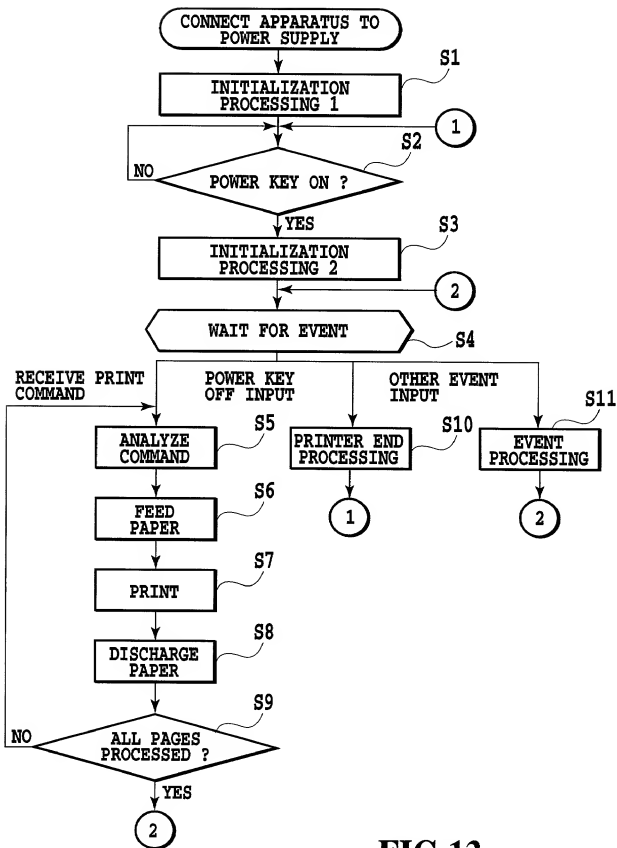 CONNECT APPARATUS TO
POWER SUPPLY
S1
INITIALIZATION
PROCESSING 1
1
S2
NO
POWER KEY ON ?
YES
S3
INITIALIZATION
PROCESSING 2
2
WAIT FOR EVENT
S4
RECEIVE PRINT
COMMAND
POWER KEY
OFF INPUT
OTHER EVENT
INPUT
S5
ANALYZE
COMMAND
S10
PRINTER END
PROCESSING
S11
EVENT
PROCESSING
1
2
S6
FEED
PAPER
S7
PRINT
S8
DISCHARGE
PAPER
S9
NO
ALL PAGES
PROCESSED ?
YES
2